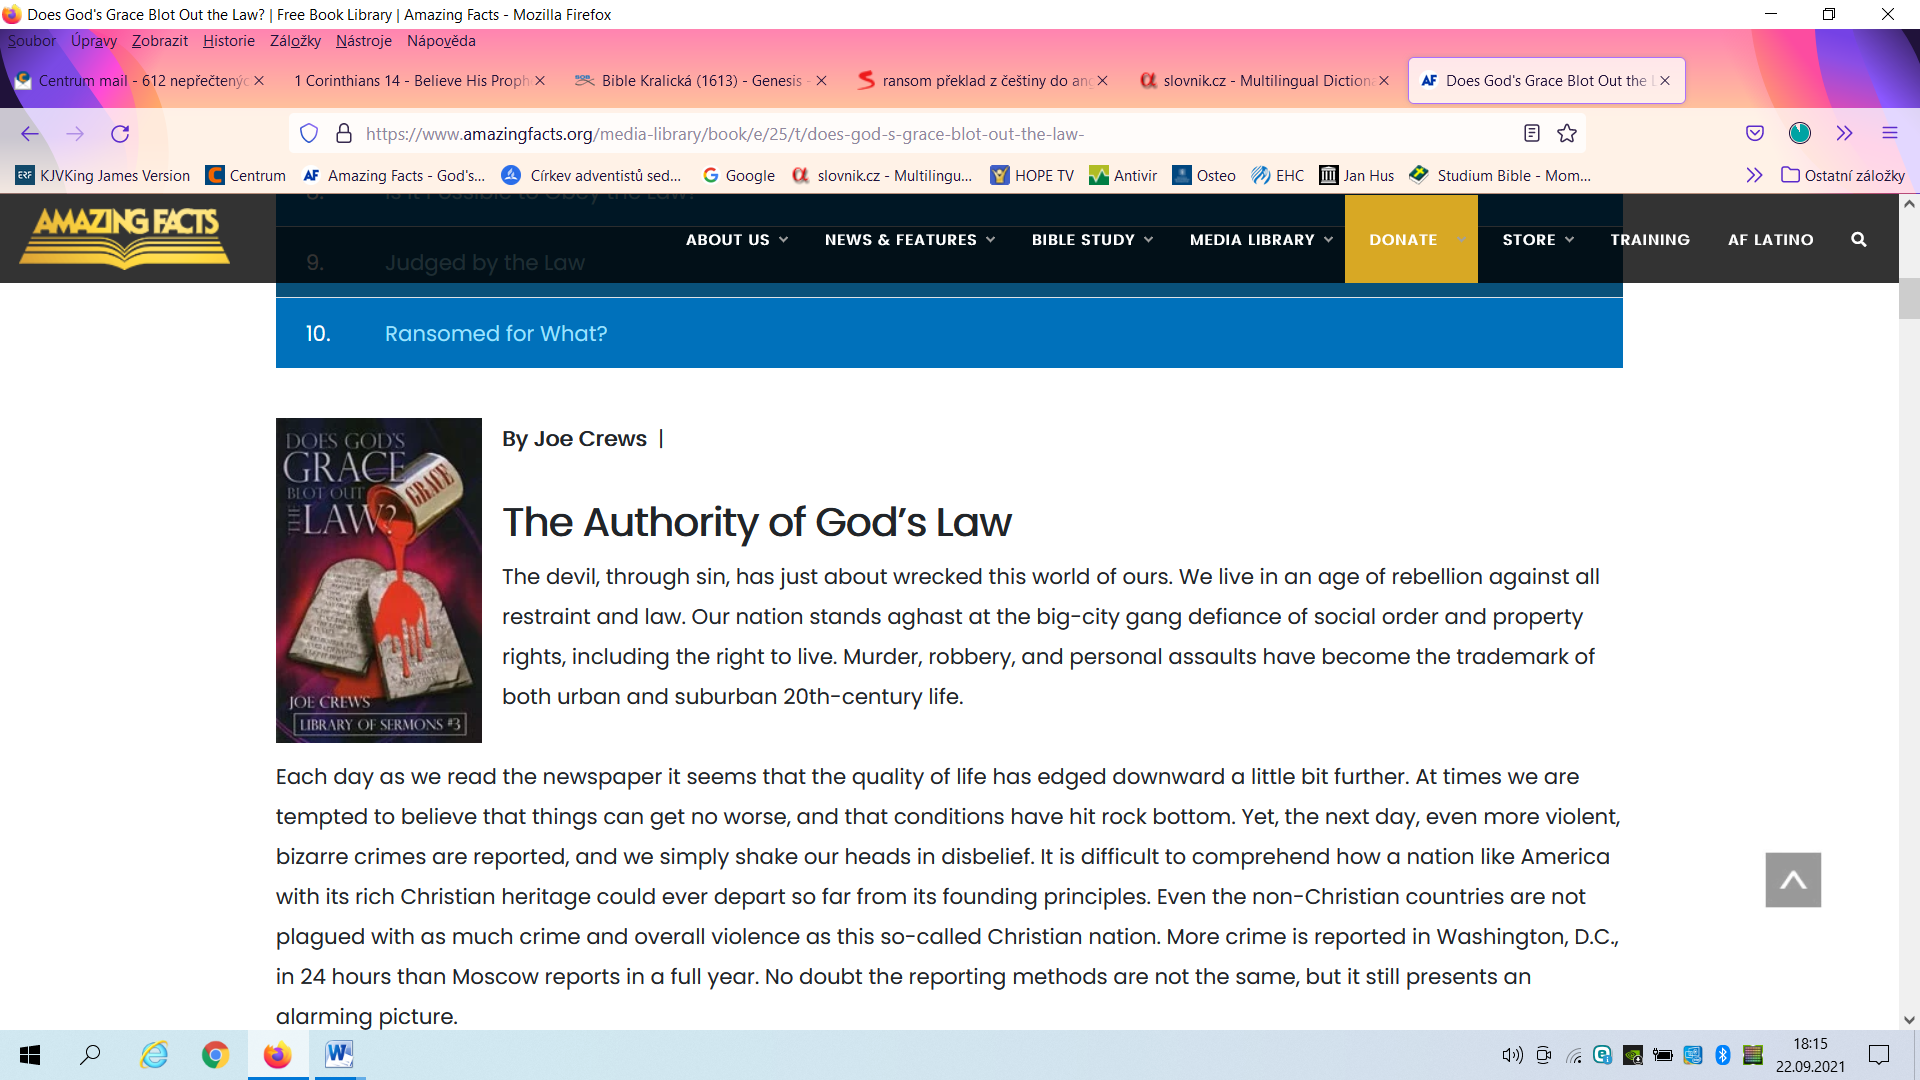 Does God's Grace Blot Out the Law? | Free Book Library | Amazing Facts - Mozilla Firefox
Soubor Úpravy Zobrazit Historie Záložky Nástroje Nápověda
Centrum mail - 612 nepřečtený
1 Corinthians 14 - Believe His Proph
Bible Kralická (1613) - Genesis -
ransom překlad z češtiny do ang
slovnik.cz - Multilingual Dictiona
AF Does God's Grace Blot Out the L
https://www.amazingfacts.org/media-library/book/e/25/t/does-god-s-grace-blot-out-the-law-
ERF KJVKing James Version Centrum AF Amazing Facts - God's... Církev adventistů sed... Google slovnik.cz - Multilingu... HOPE TV Antivir Osteo EHC Jan Hus Studium Bible - Mom... Ostatní záložky
8. Is It Possible to Obey the Law?
AMAZING FACTS
ABOUT US NEWS & FEATURES BIBLE STUDY MEDIA LIBRARY DONATE STORE TRAINING AF LATINO
9. Judged by the Law
10. Ransomed for What?
DOES GOD'S
GRACE
BLOT OUT
THE LAW?
GRACE
JOE CREWS
LIBRARY OF SERMONS #3
By Joe Crews |
The Authority of God's Law
The devil, through sin, has just about wrecked this world of ours. We live in an age of rebellion against all
restraint and law. Our nation stands aghast at the big-city gang defiance of social order and property
rights, including the right to live. Murder, robbery, and personal assaults have become the trademark of
both urban and suburban 20th-century life.
Each day as we read the newspaper it seems that the quality of life has edged downward a little bit further. At times we are
tempted to believe that things can get no worse, and that conditions have hit rock bottom. Yet, the next day, even more violent,
bizarre crimes are reported, and we simply shake our heads in disbelief. It is difficult to comprehend how a nation like America
with its rich Christian heritage could ever depart so far from its founding principles. Even the non-Christian countries are not
plagued with as much crime and overall violence as this so-called Christian nation. More crime is reported in Washington, D.C.,
in 24 hours than Moscow reports in a full year. No doubt the reporting methods are not the same, but it still presents an
alarming picture.
18:15
22.09.2021